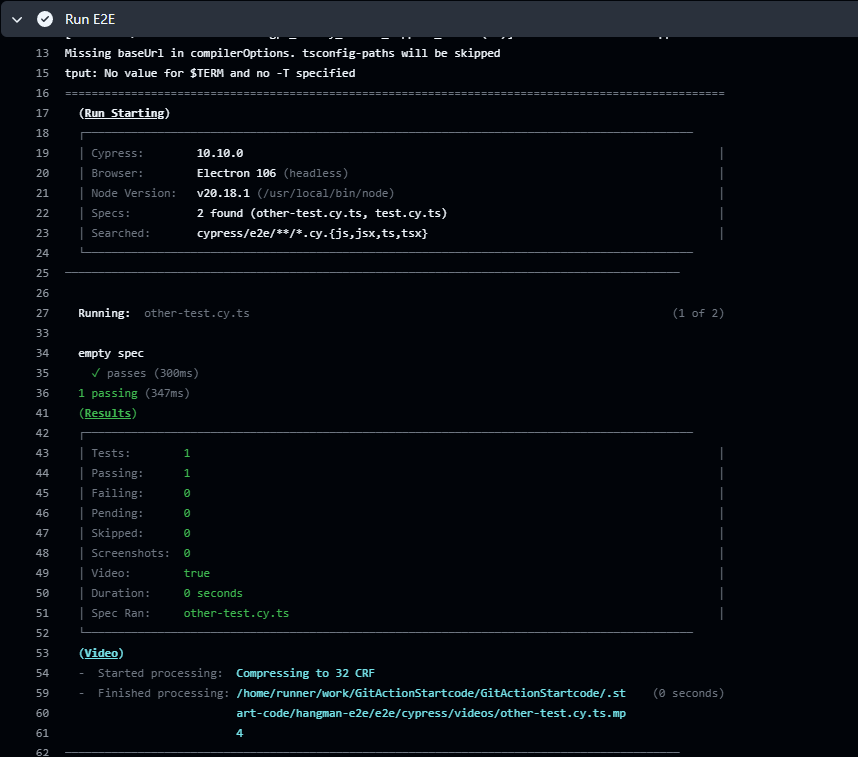 Run E2E
13 Missing baseUrl in compilerOptions. tsconfig-paths will be skipped
15 tput: No value for $TERM and no -T specified
16 ====================================================================================================
17 (Run Starting)
18
19 | Cypress: 10.10.0 |
20 | Browser: Electron 106 (headless) |
21 | Node Version: v20.18.1 (/usr/local/bin/node) |
22 | Specs: 2 found (other-test.cy.ts, test.cy.ts) |
23 | Searched: cypress/e2e/**/*.cy.{js,jsx,ts,tsx} |
24
25
26
27 Running: other-test.cy.ts (1 of 2)
33
34 empty spec
35 ✓ passes (300ms)
36 1 passing (347ms)
41 (Results)
42
43 | Tests: 1 |
44 | Passing: 1 |
45 | Failing: 0 |
46 | Pending: 0 |
47 | Skipped: 0 |
48 | Screenshots: 0 |
49 | Video: true |
50 | Duration: 0 seconds |
51 | Spec Ran: other-test.cy.ts |
52
53 (Video)
54 - Started processing: Compressing to 32 CRF
59 - Finished processing: /home/runner/work/GitActionStartcode/GitActionStartcode/.st (0 seconds)
60 art-code/hangman-e2e/e2e/cypress/videos/other-test.cy.ts.mp
61 4
62